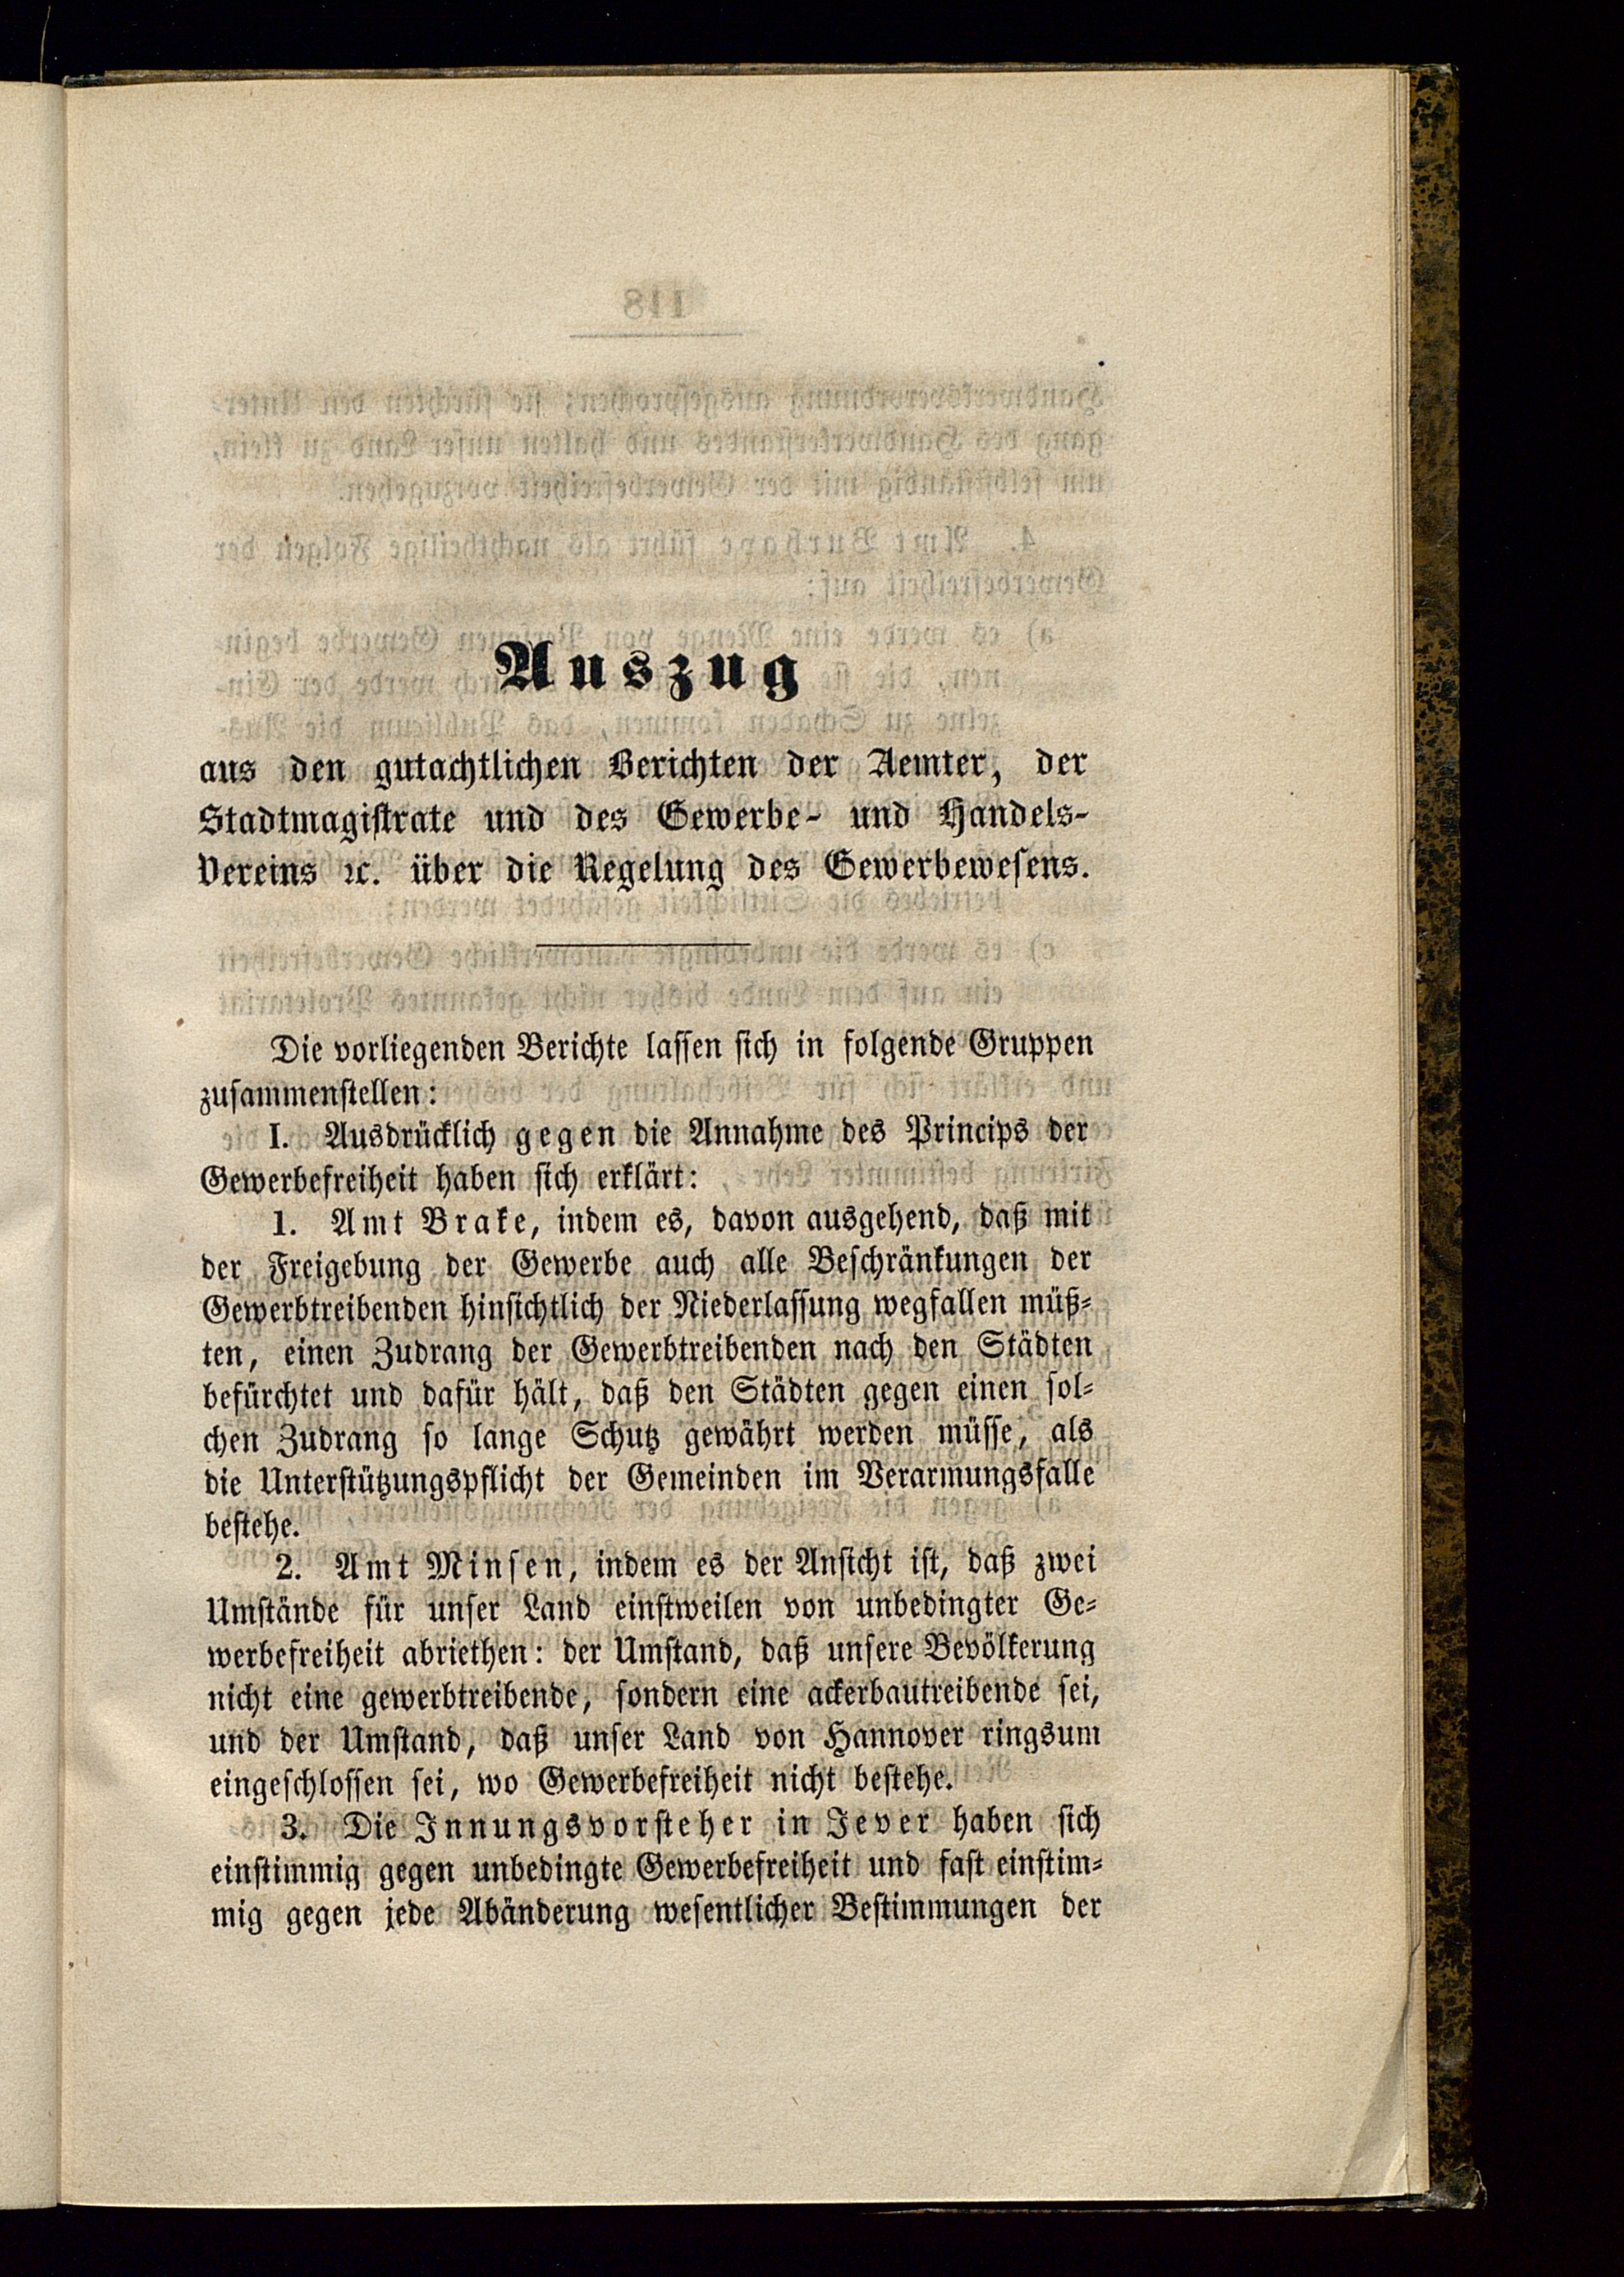 Auszug
aus den gutachtlichen Berichten der Aemter, der
Stadtmagistrate und des Gewerbe- und Handels-
Vereins ꝛc. über die Regelung des Gewerbewesens.
Die vorliegenden Berichte lassen sich in folgende Gruppen
zusammenstellen:
I. Ausdrücklich gegen die Annahme des Princips der
Gewerbefreiheit haben sich erklärt:
1. Amt Brake, indem es, davon ausgehend, daß mit
der Freigebung der Gewerbe auch alle Beschränkungen der
Gewerbtreibenden hinsichtlich der Niederlassung wegfallen müß-
ten, einen Zudrang der Gewerbtreibenden nach den Städten
befürchtet und dafür hält, daß den Städten gegen einen sol-
chen Zudrang so lange Schutz gewährt werden müsse, als
die Unterstützungspflicht der Gemeinden im Verarmungsfalle
bestehe.
2. Amt Minsen, indem es der Ansicht ist, daß zwei
Umstände für unser Land einstweilen von unbedingter Ge-
werbefreiheit abriethen: der Umstand, daß unsere Bevölkerung
nicht eine gewerbtreibende, sondern eine ackerbautreibende sei,
und der Umstand, daß unser Land von Hannover ringsum
eingeschlossen sei, wo Gewerbefreiheit nicht bestehe.
3. Die Innungsvorsteher in Jever haben sich
einstimmig gegen unbedingte Gewerbefreiheit und fast einstim-
mig gegen jede Abänderung wesentlicher Bestimmungen der